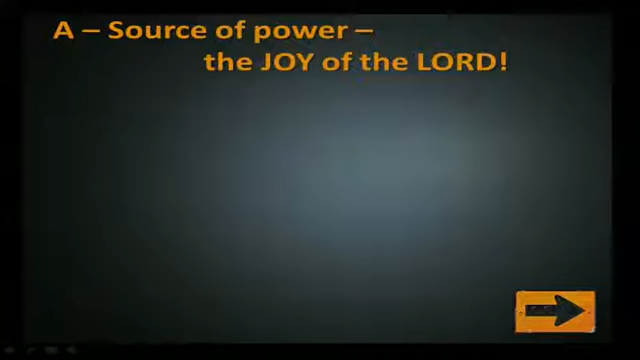 A – Source of power –
the JOY of the LORD!